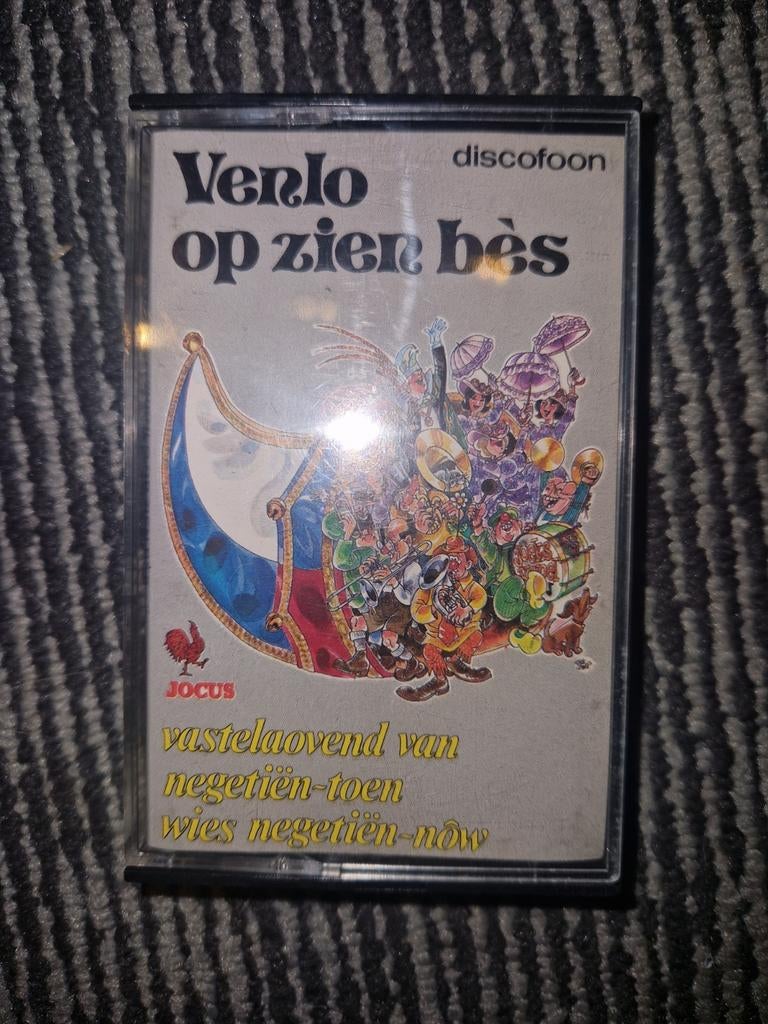 Venlo
discofoon
op zien bès
JOCUS
vastelaovend van
negetiën-toen
wies negetiën-nôw